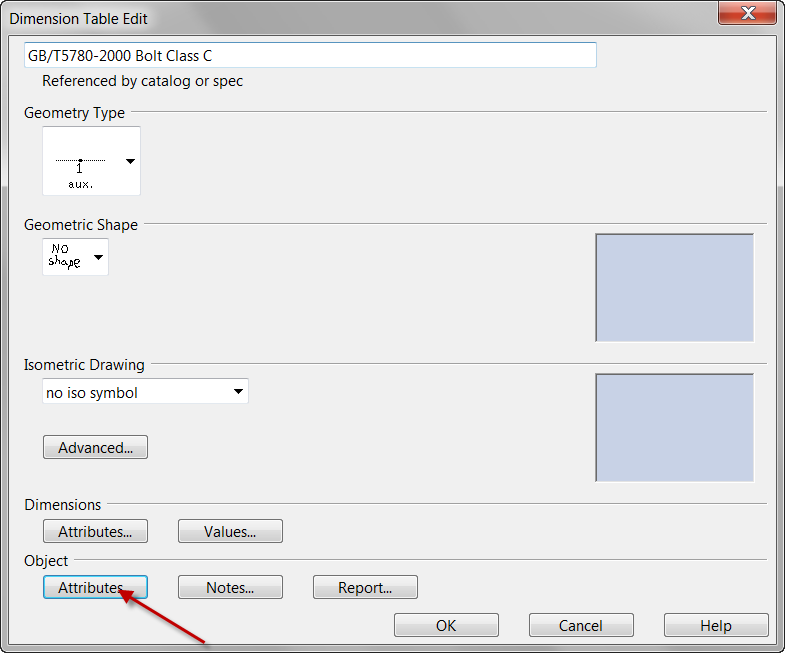 Dimension Table Edit
GB/T5780-2000 Bolt Class C
Referenced by catalog or spec
Geometry Type
1
aux.
Geometric Shape
NO
shape
Isometric Drawing
no iso symbol
Advanced...
Dimensions
Attributes... Values...
Object
Attributes... Notes... Report...
OK Cancel Help